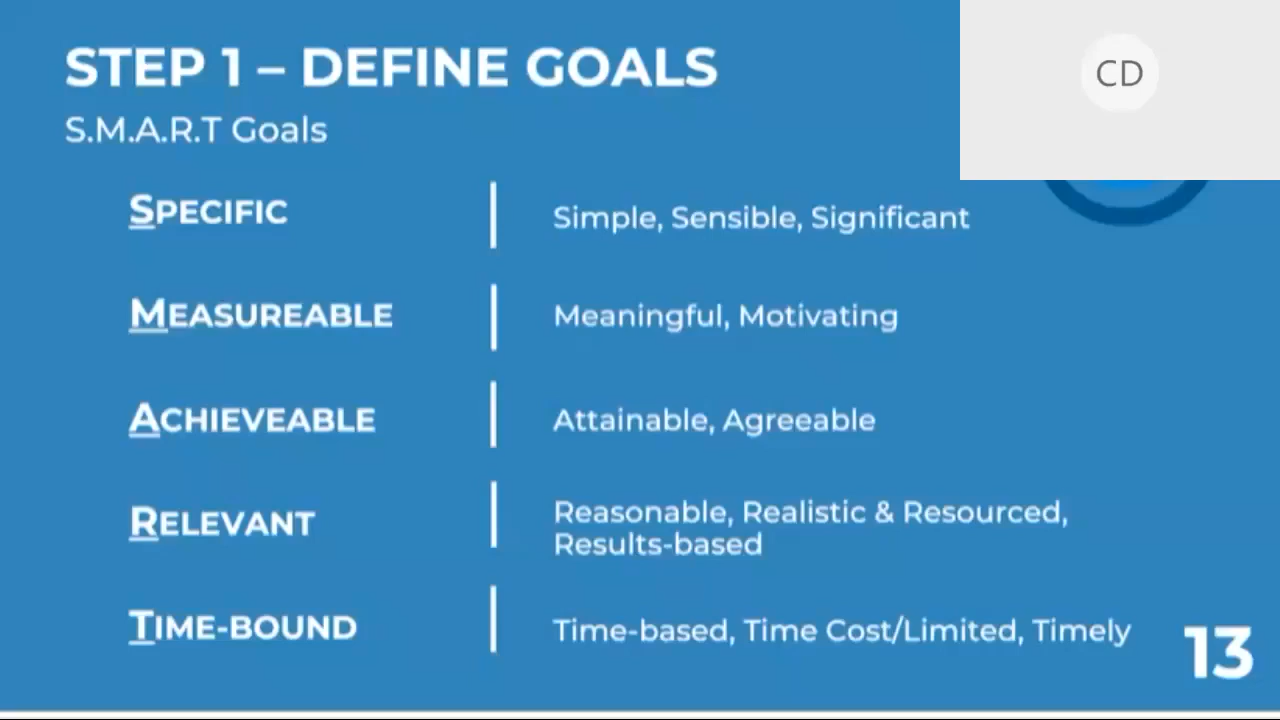 STEP 1 – DEFINE GOALS
CD
S.M.A.R.T Goals
SPECIFIC
Simple, Sensible, Significant
MEASUREABLE
Meaningful, Motivating
ACHIEVEABLE
Attainable, Agreeable
RELEVANT
Reasonable, Realistic & Resourced,
Results-based
TIME-BOUND
Time-based, Time Cost/Limited, Timely
13